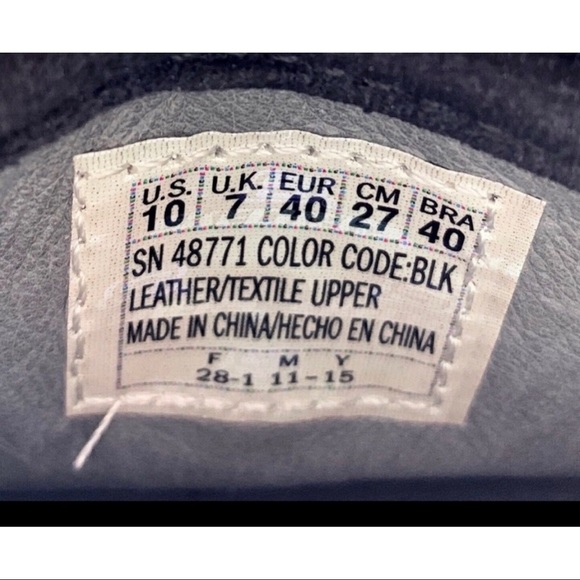 U.S. U.K. EUR CM BRA
10 7 40 27 40
SN 48771 COLOR CODE:BLK
LEATHER/TEXTILE UPPER
MADE IN CHINA/HECHO EN CHINA
F M Y
28-1 11-15